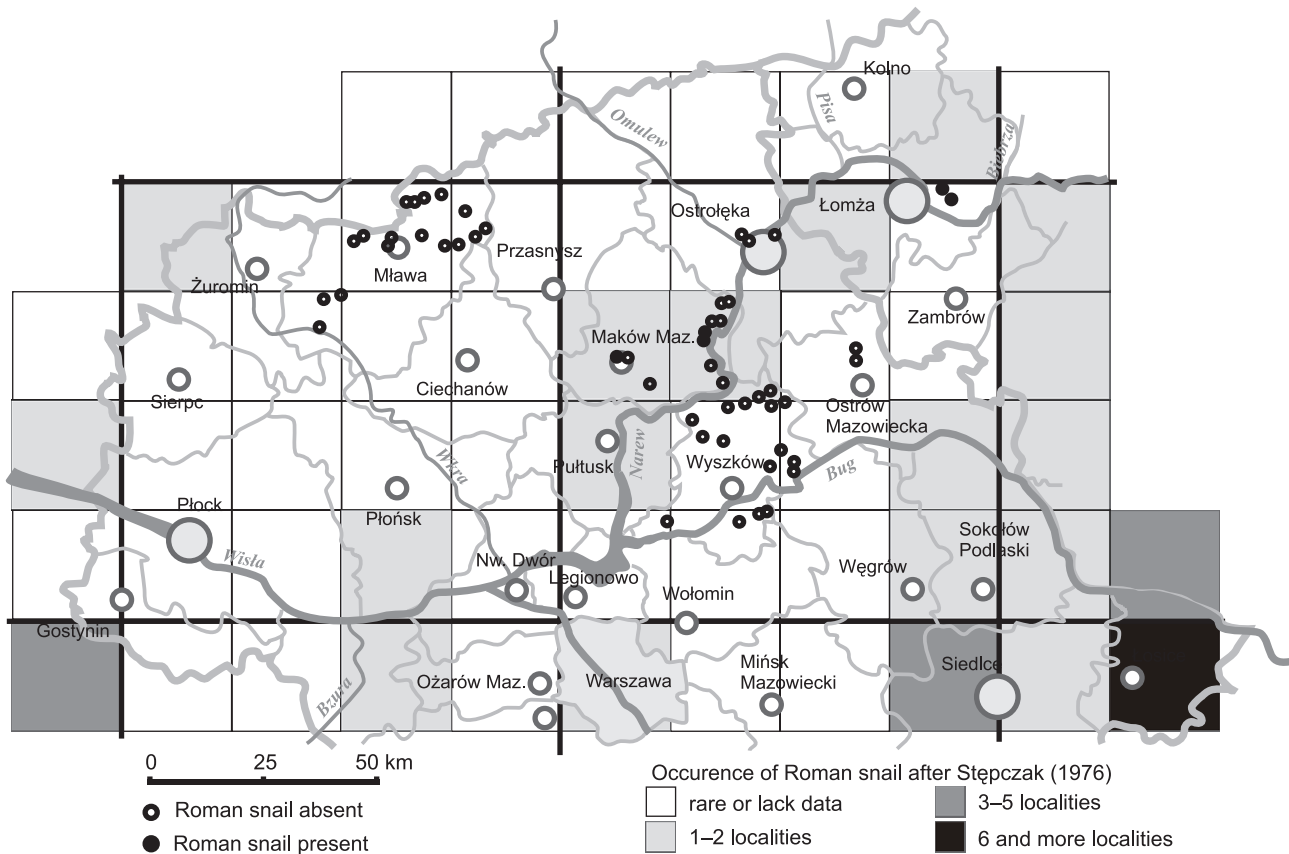 Kolno
Pisa
Omulew
Biebrza
Ostrołęka
Łomża
Przasnysz
Mława
Żuromin
Zambrów
Maków Maz.
Ciechanów
Sierpc
Ostrów
Mazowiecka
Wkra
Pułtusk
Narew
Wyszków
Bug
Płock
Płońsk
Sokołów
Podlaski
Wisła
Nw. Dwór
Legionowo
Węgrów
Wołomin
Gostynin
Siedlce
Mińsk
Mazowiecki
Ożarów Maz.
Warszawa
Bzura
0 25 50 km
Occurence of Roman snail after Stępczak (1976)
Roman snail absent
rare or lack data
3–5 localities
Roman snail present
1–2 localities
6 and more localities